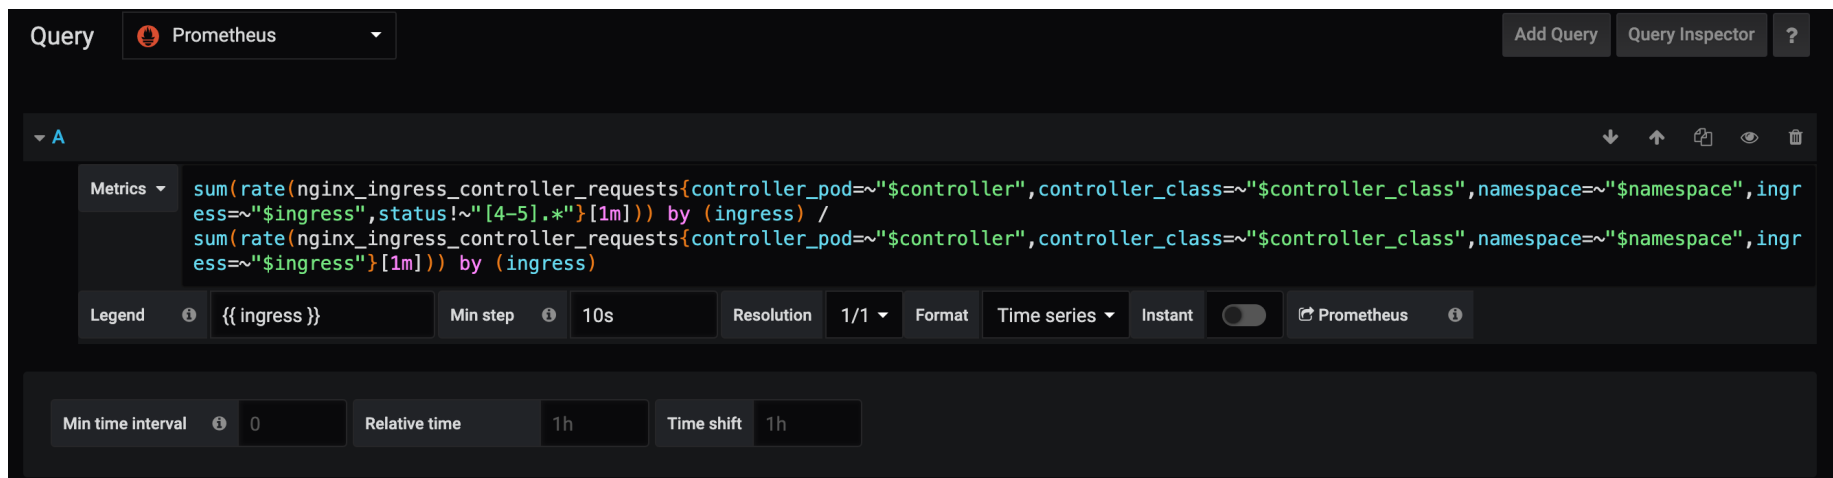 Query Prometheus Add Query Query Inspector ?
A
Metrics sum(rate(nginx_ingress_controller_requests{controller_pod=~"$controller",controller_class=~"$controller_class",namespace=~"$namespace",ingr
ess=~"$ingress",status!~"[4-5].*"}[1m])) by (ingress) /
sum(rate(nginx_ingress_controller_requests{controller_pod=~"$controller",controller_class=~"$controller_class",namespace=~"$namespace",ingr
ess=~"$ingress"}[1m])) by (ingress)
Legend {{ ingress }} Min step 10s Resolution 1/1 Format Time series Instant Prometheus
Min time interval 0 Relative time 1h Time shift 1h